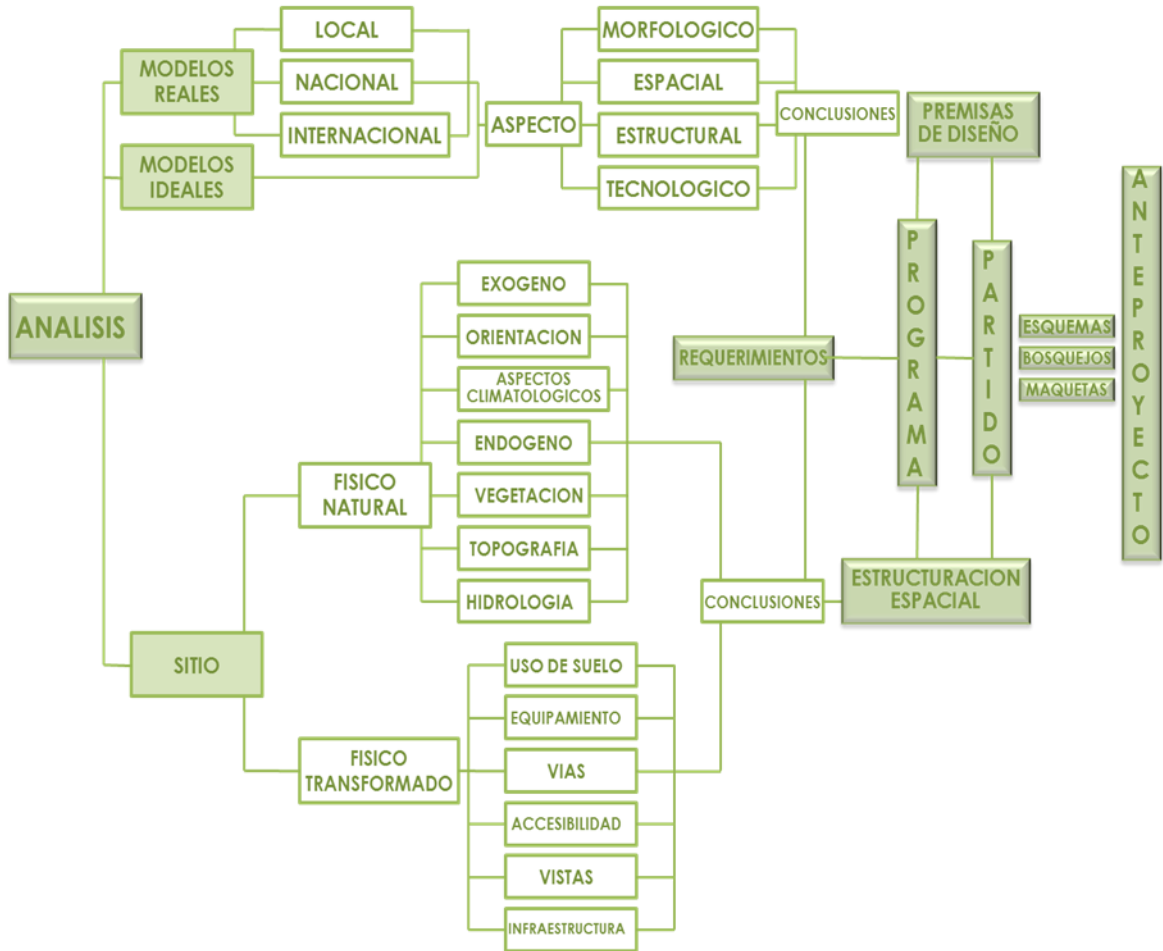 LOCAL
NACIONAL
INTERNACIONAL
MODELOS
REALES
MODELOS
IDEALES
ASPECTO
MORFOLOGICO
ESPACIAL
ESTRUCTURAL
TECNOLOGICO
CONCLUSIONES
PREMISAS
DE DISEÑO
ANALISIS
EXOGENO
ORIENTACION
ASPECTOS
CLIMATOLOGICOS
ENDOGENO
VEGETACION
TOPOGRAFIA
HIDROLOGIA
FISICO
NATURAL
SITIO
FISICO
TRANSFORMADO
USO DE SUELO
EQUIPAMIENTO
VIAS
ACCESIBILIDAD
VISTAS
INFRAESTRUCTURA
CONCLUSIONES
REQUERIMIENTOS
ESTRUCTURACION
ESPACIAL
PROGRAMA
PARTIDO
ESQUEMAS
BOSQUEJOS
MAQUETAS
ANTEPROYECTO